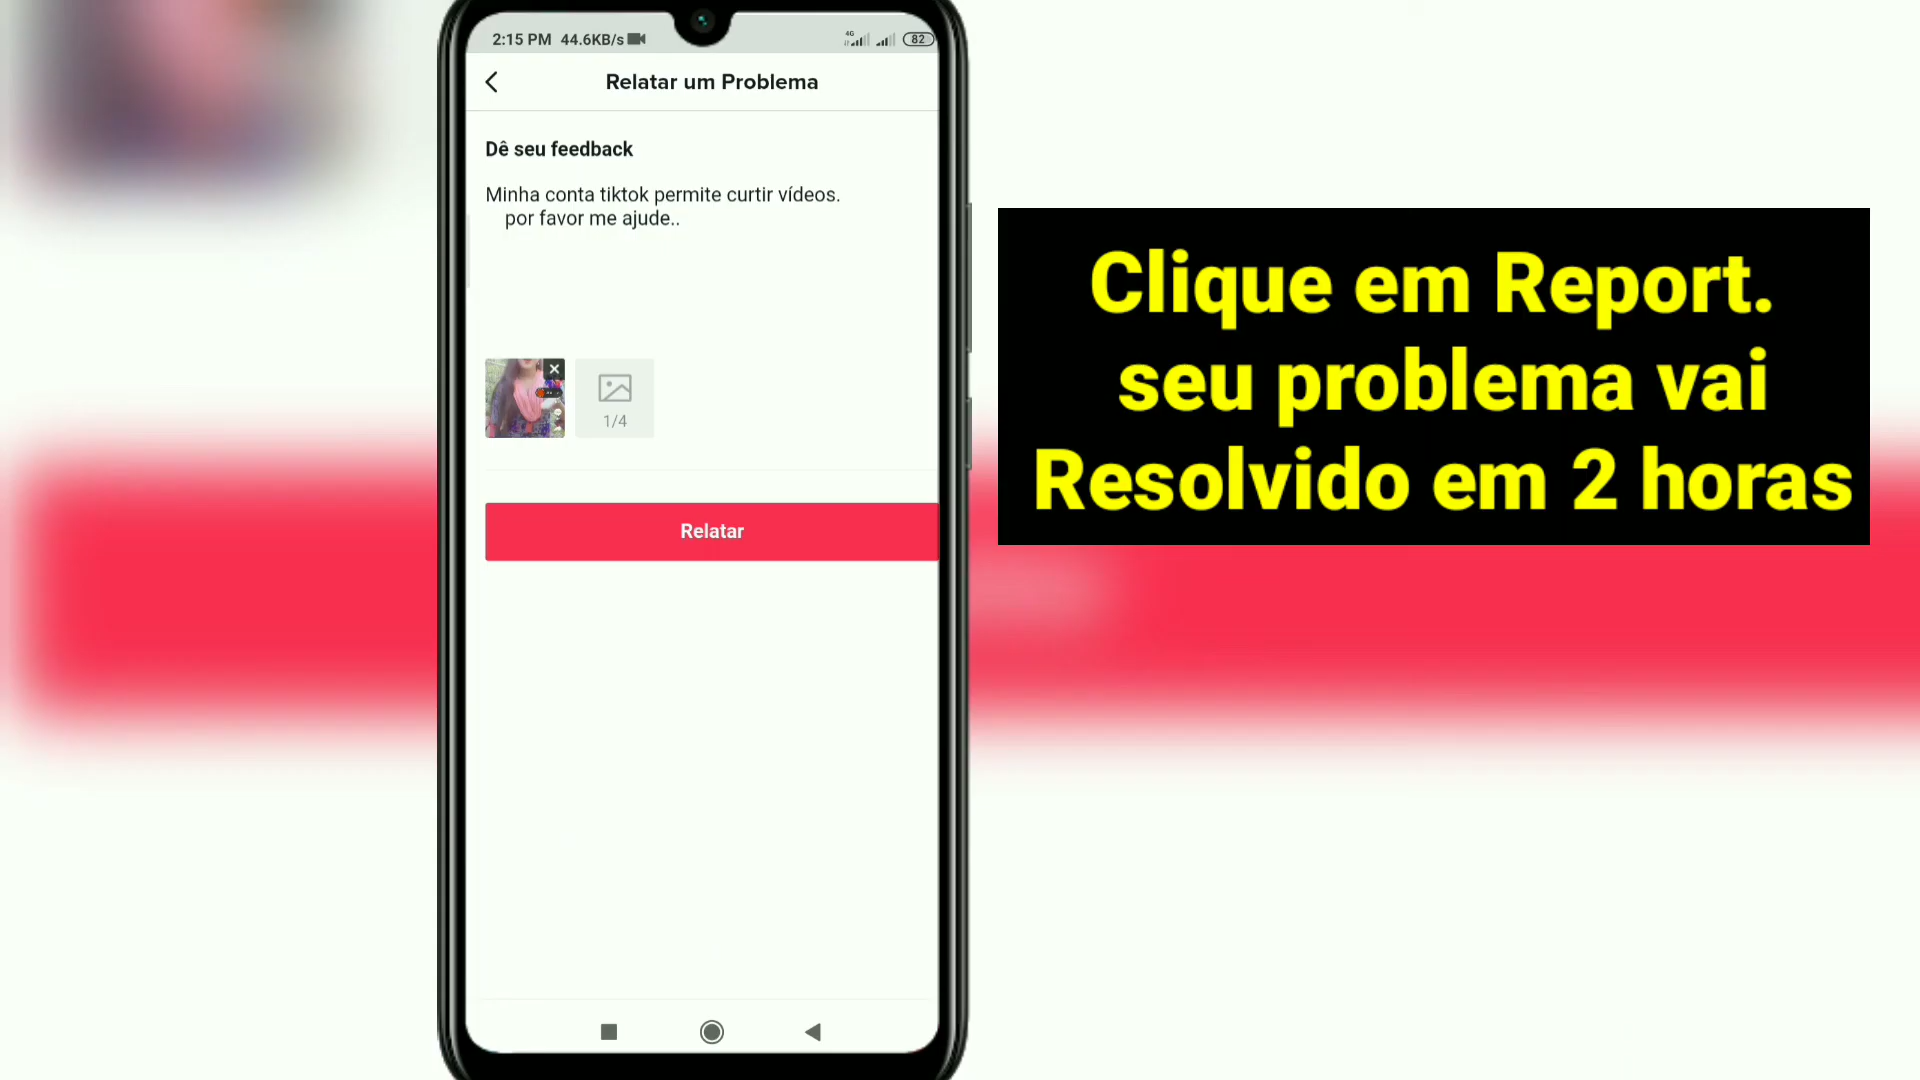 2:15 PM 44.6KB/s
4G
82
Relatar um Problema
Dê seu feedback
Minha conta tiktok permite curtir vídeos.
por favor me ajude..
1/4
Relatar
Clique em Report.
seu problema vai
Resolvido em 2 horas